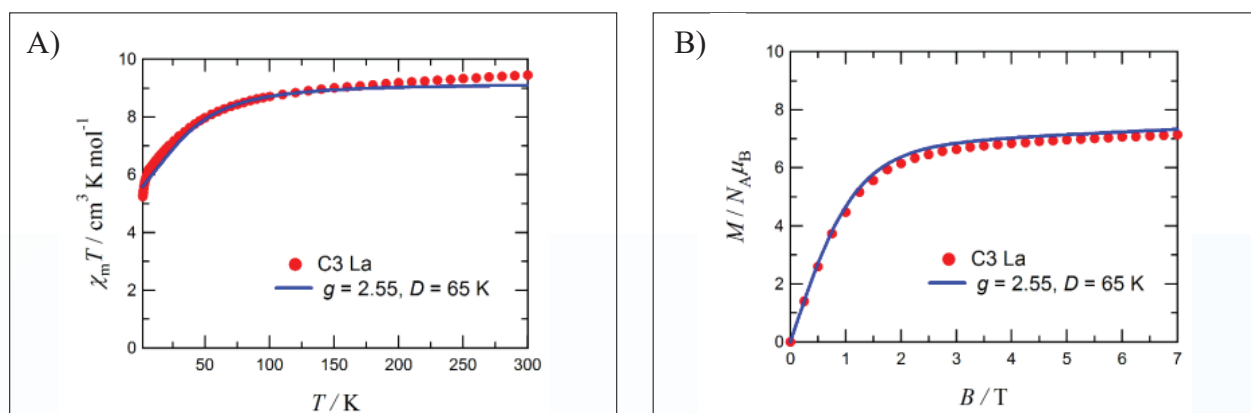 A)
10
8
6
4
2
0
χₘT / cm³ K mol⁻¹
C3 La
g = 2.55, D = 65 K
50 100 150 200 250 300
T / K
B)
10
8
6
4
2
0
M / N_Aμ_B
C3 La
g = 2.55, D = 65 K
0 1 2 3 4 5 6 7
B / T